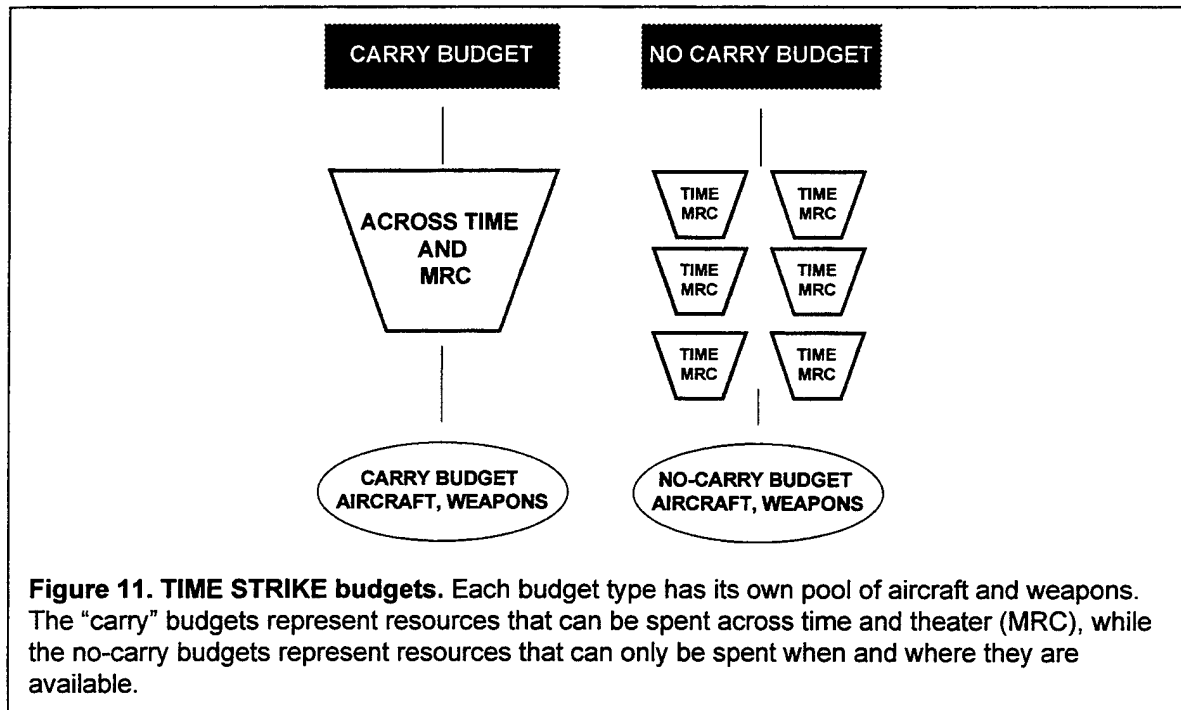 CARRY BUDGET
NO CARRY BUDGET
ACROSS TIME
AND
MRC
TIME
MRC
TIME
MRC
TIME
MRC
TIME
MRC
TIME
MRC
TIME
MRC
CARRY BUDGET
AIRCRAFT, WEAPONS
NO-CARRY BUDGET
AIRCRAFT, WEAPONS
Figure 11. TIME STRIKE budgets. Each budget type has its own pool of aircraft and weapons.
The “carry” budgets represent resources that can be spent across time and theater (MRC), while
the no-carry budgets represent resources that can only be spent when and where they are
available.